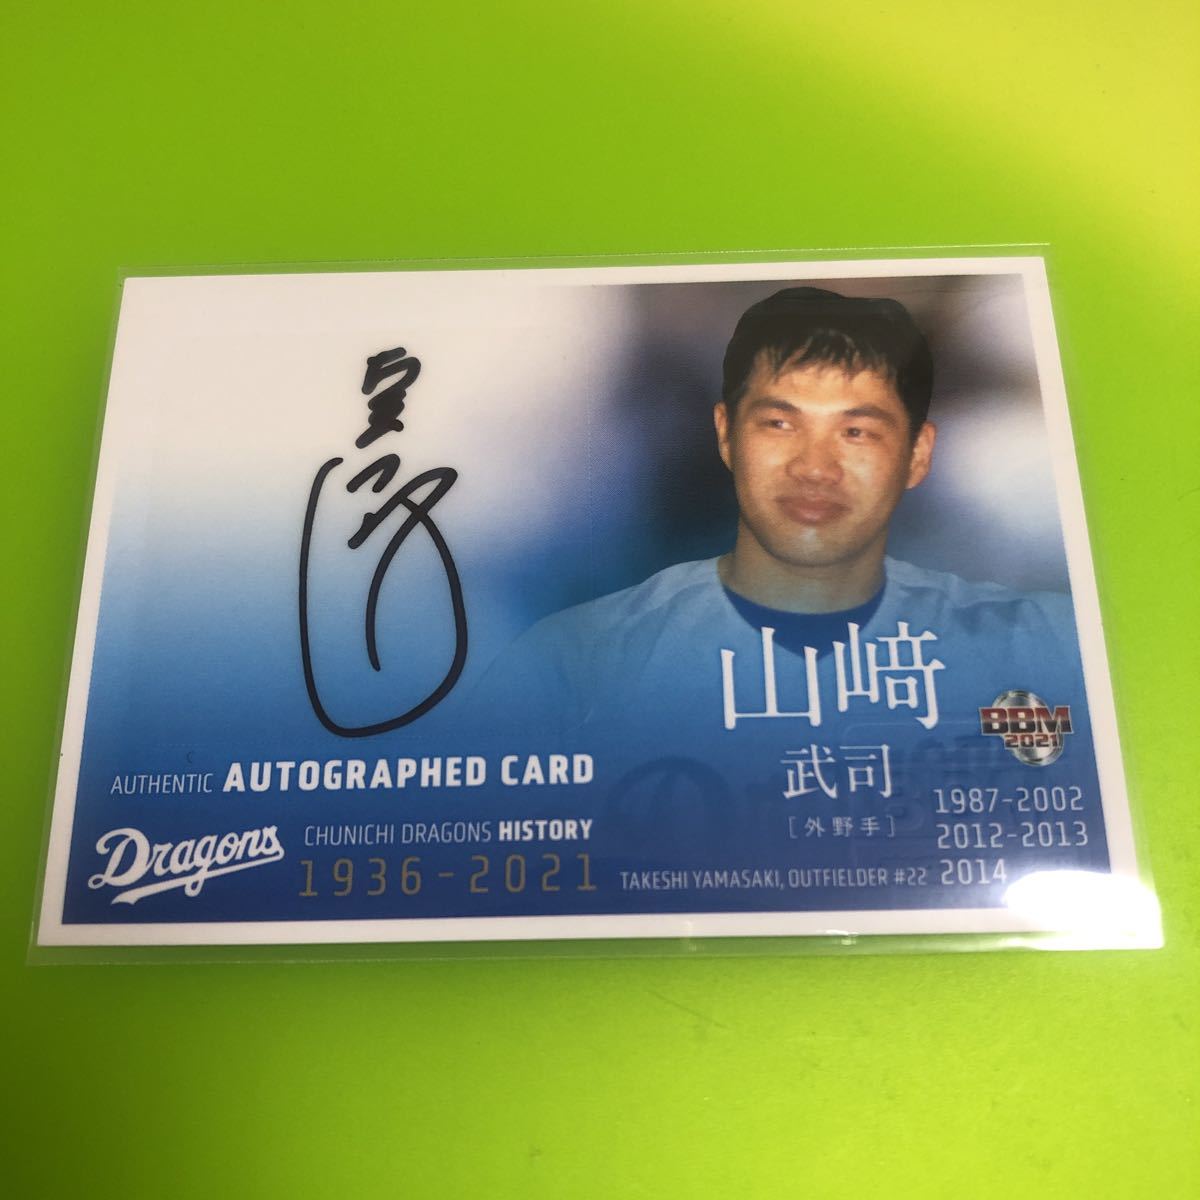 山﨑
武司
[外野手]
BBM
2021
1987-2002
2012-2013
2014
TAKESHI YAMASAKI, OUTFIELDER #22
AUTHENTIC AUTOGRAPHED CARD
Dragons
CHUNICHI DRAGONS HISTORY
1936-2021